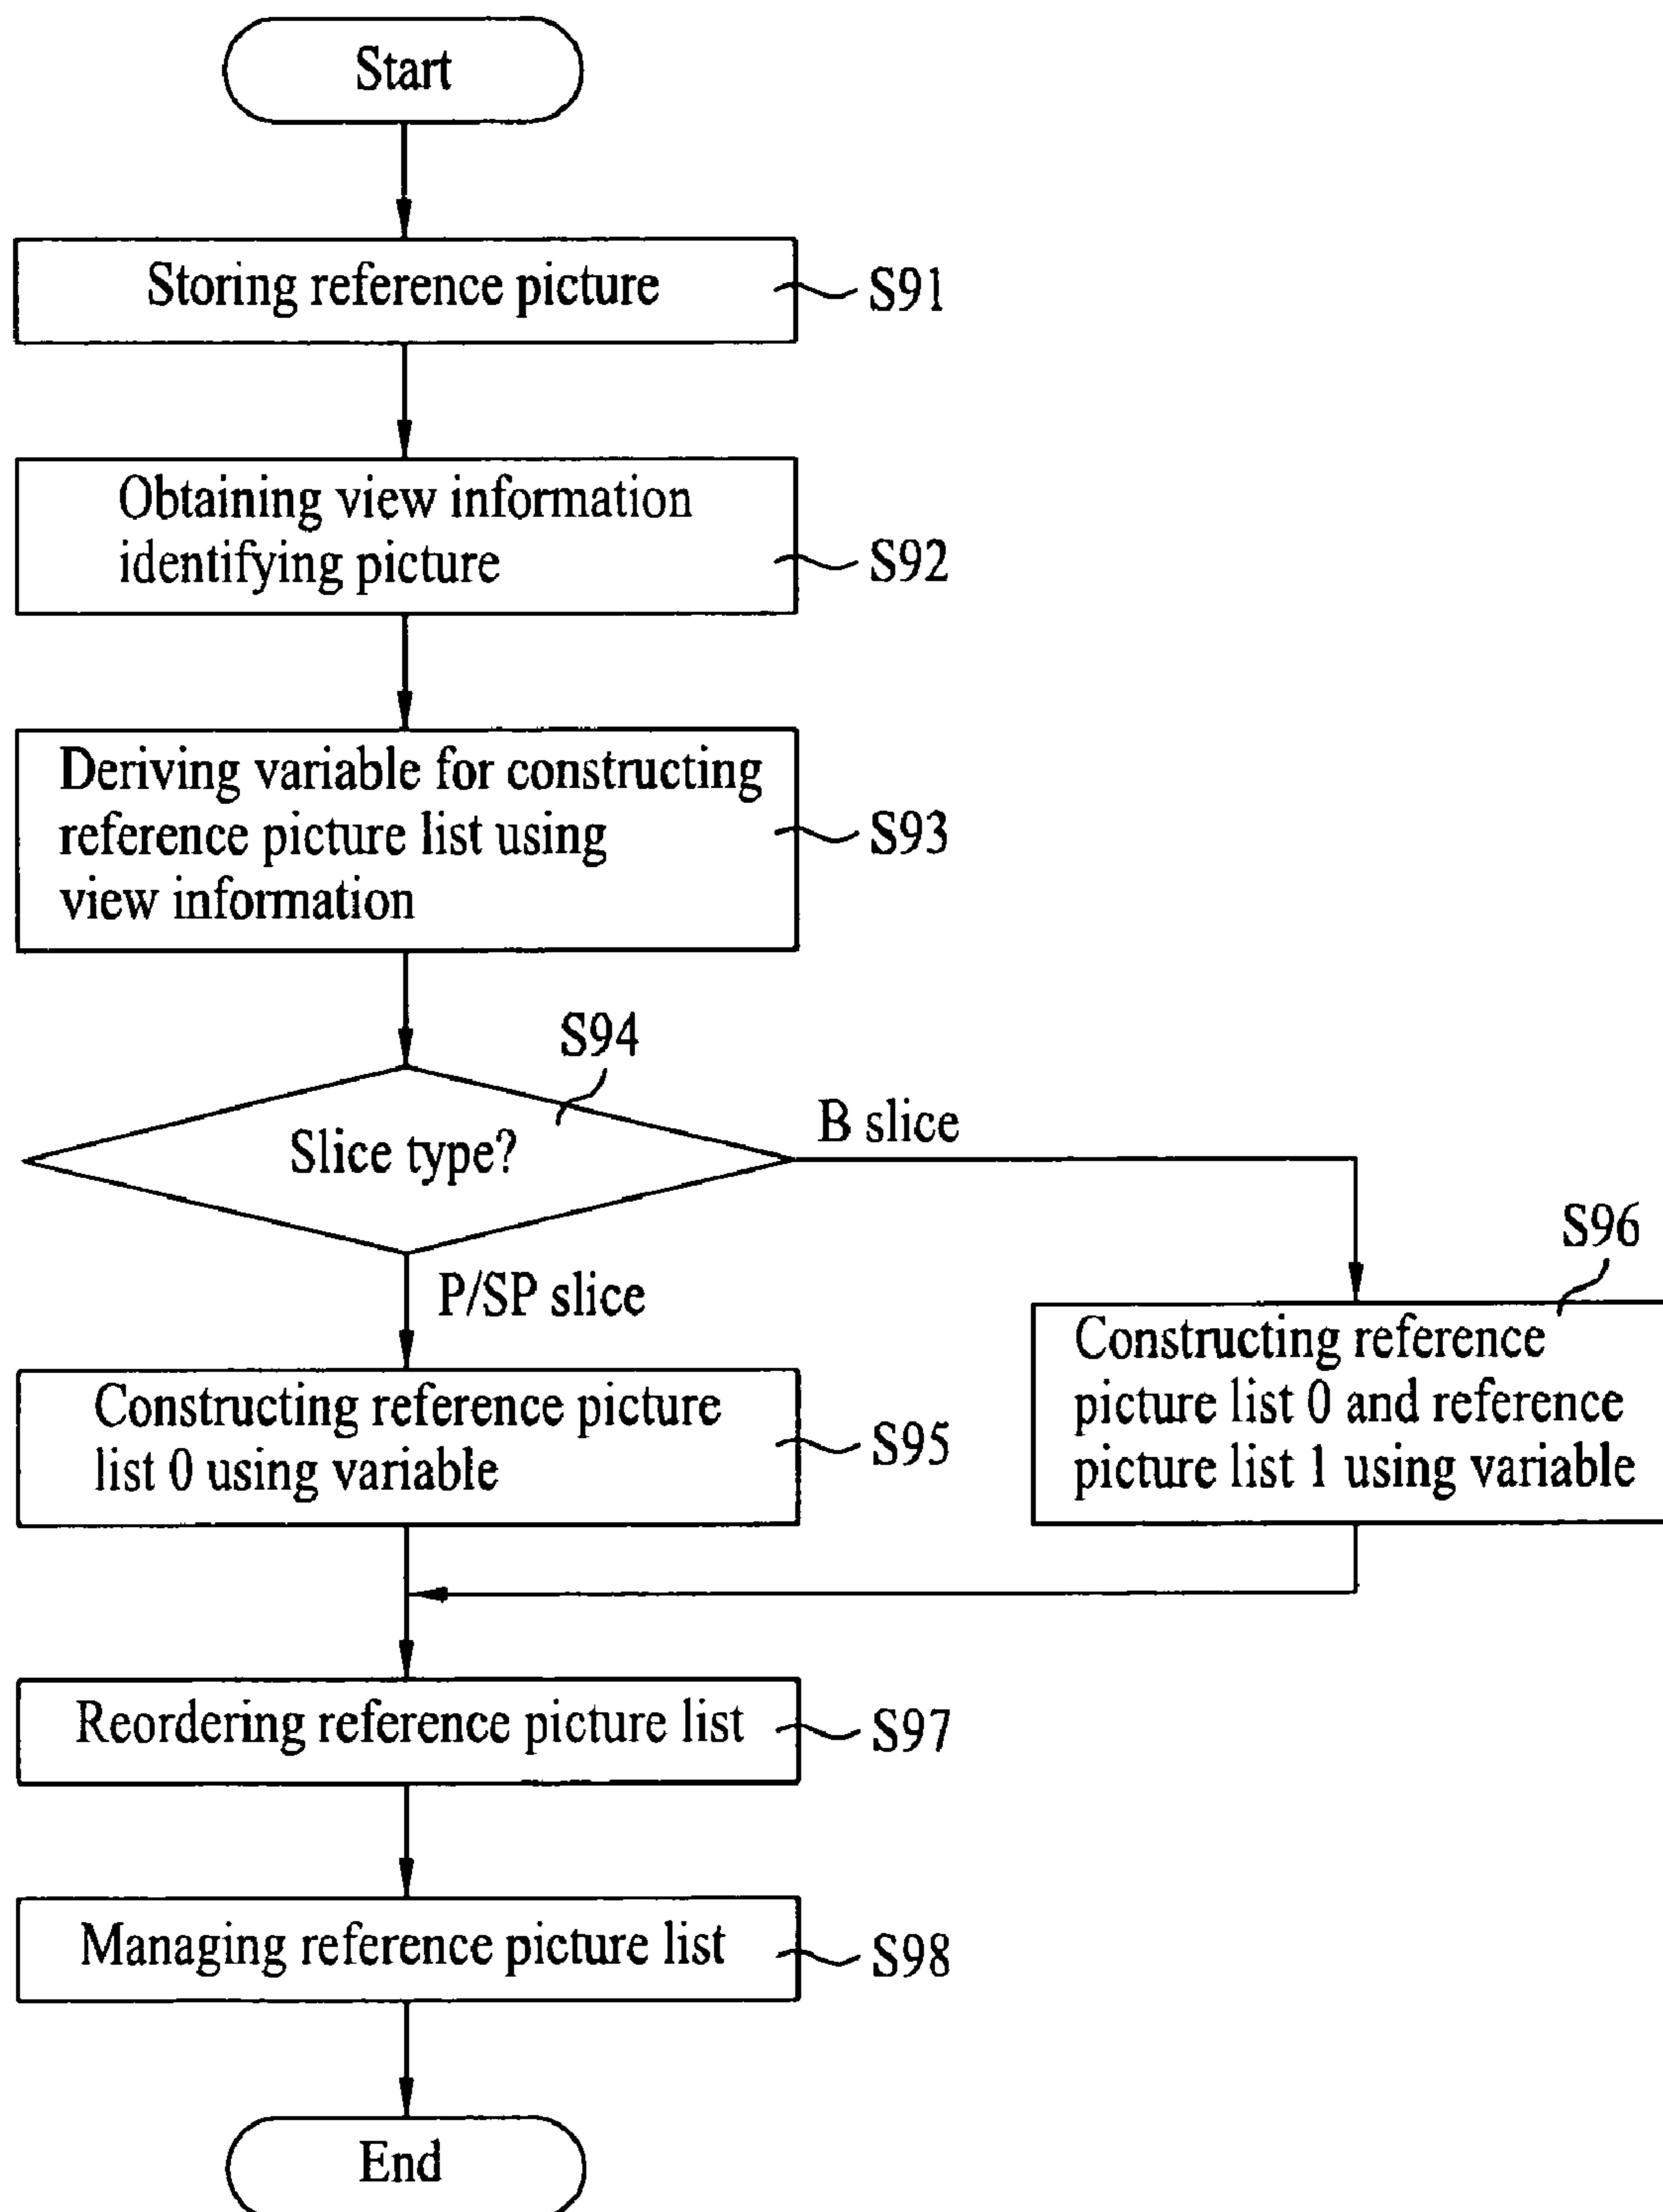 Start
Storing reference picture
S91
Obtaining view information
identifying picture
S92
Deriving variable for constructing
reference picture list using
view information
S93
S94
Slice type?
B slice
P/SP slice
S96
Constructing reference
picture list 0 and reference
picture list 1 using variable
Constructing reference picture
list 0 using variable
S95
Reordering reference picture list
S97
Managing reference picture list
S98
End